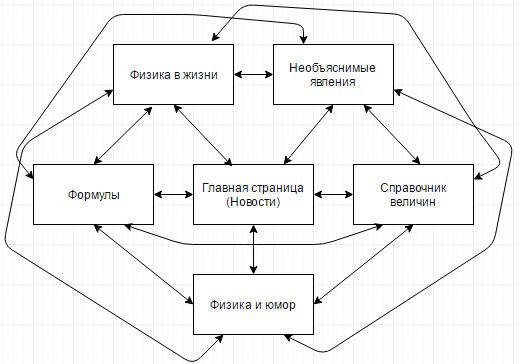 Физика в жизни
Необъяснимые
явления
Формулы
Главная страница
(Новости)
Справочник
величин
Физика и юмор